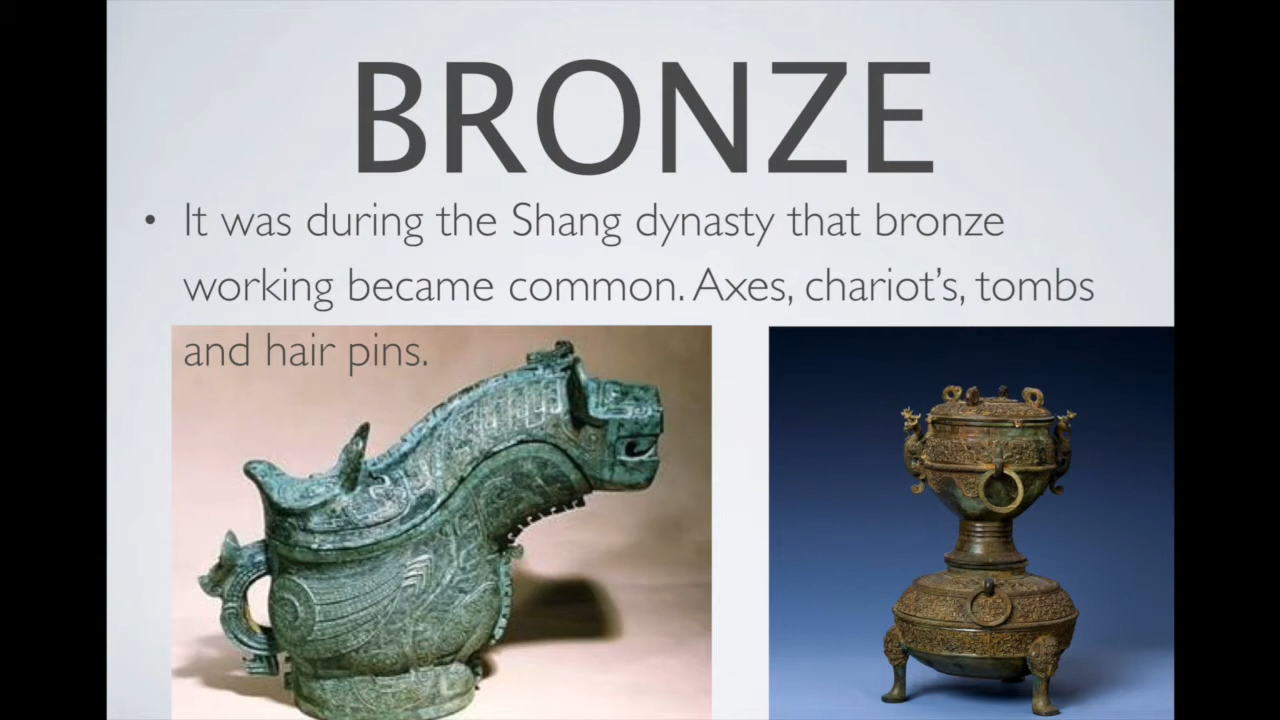 BRONZE
• It was during the Shang dynasty that bronze
working became common. Axes, chariot’s, tombs
and hair pins.